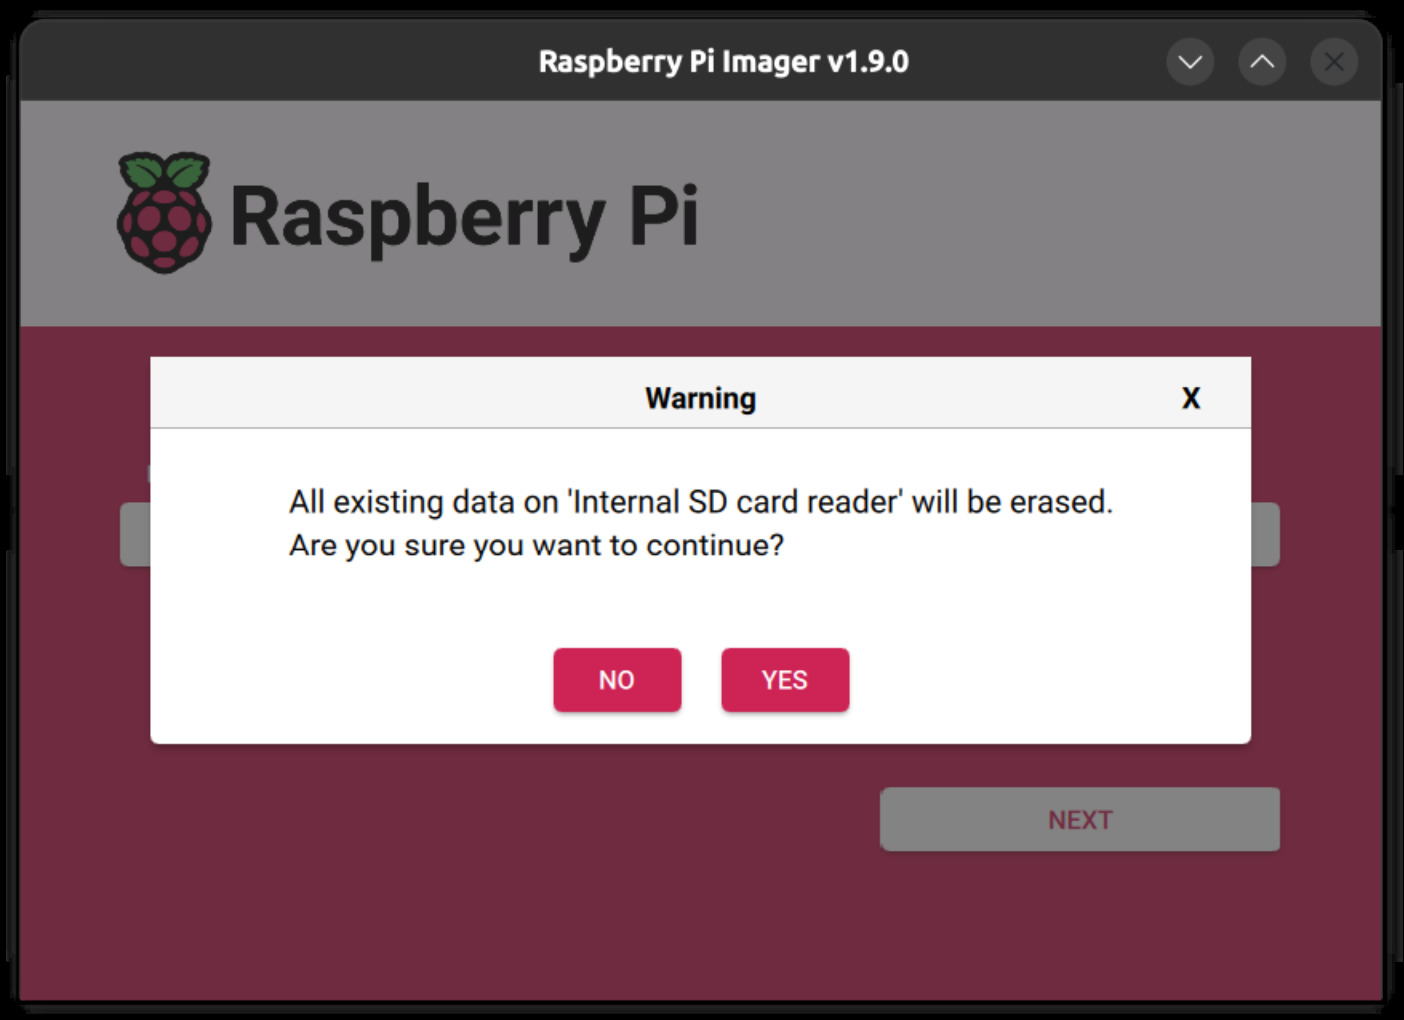 Raspberry Pi Imager v1.9.0
Raspberry Pi
Warning
X
All existing data on 'Internal SD card reader' will be erased.
Are you sure you want to continue?
NO
YES
NEXT